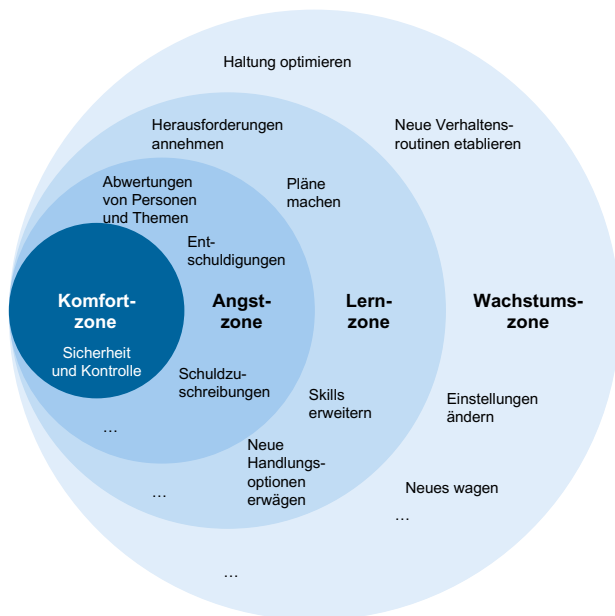 Haltung optimieren
Herausforderungen
annehmen
Neue Verhaltens-
routinen etablieren
Abwertungen
von Personen
und Themen
Pläne
machen
Ent-
schuldigungen
Komfort-
zone
Angst-
zone
Lern-
zone
Wachstums-
zone
Sicherheit
und Kontrolle
Schuldzu-
schreibungen
Skills
erweitern
Einstellungen
ändern
...
Neue
Handlungs-
optionen
erwägen
...
Neues wagen
...
...